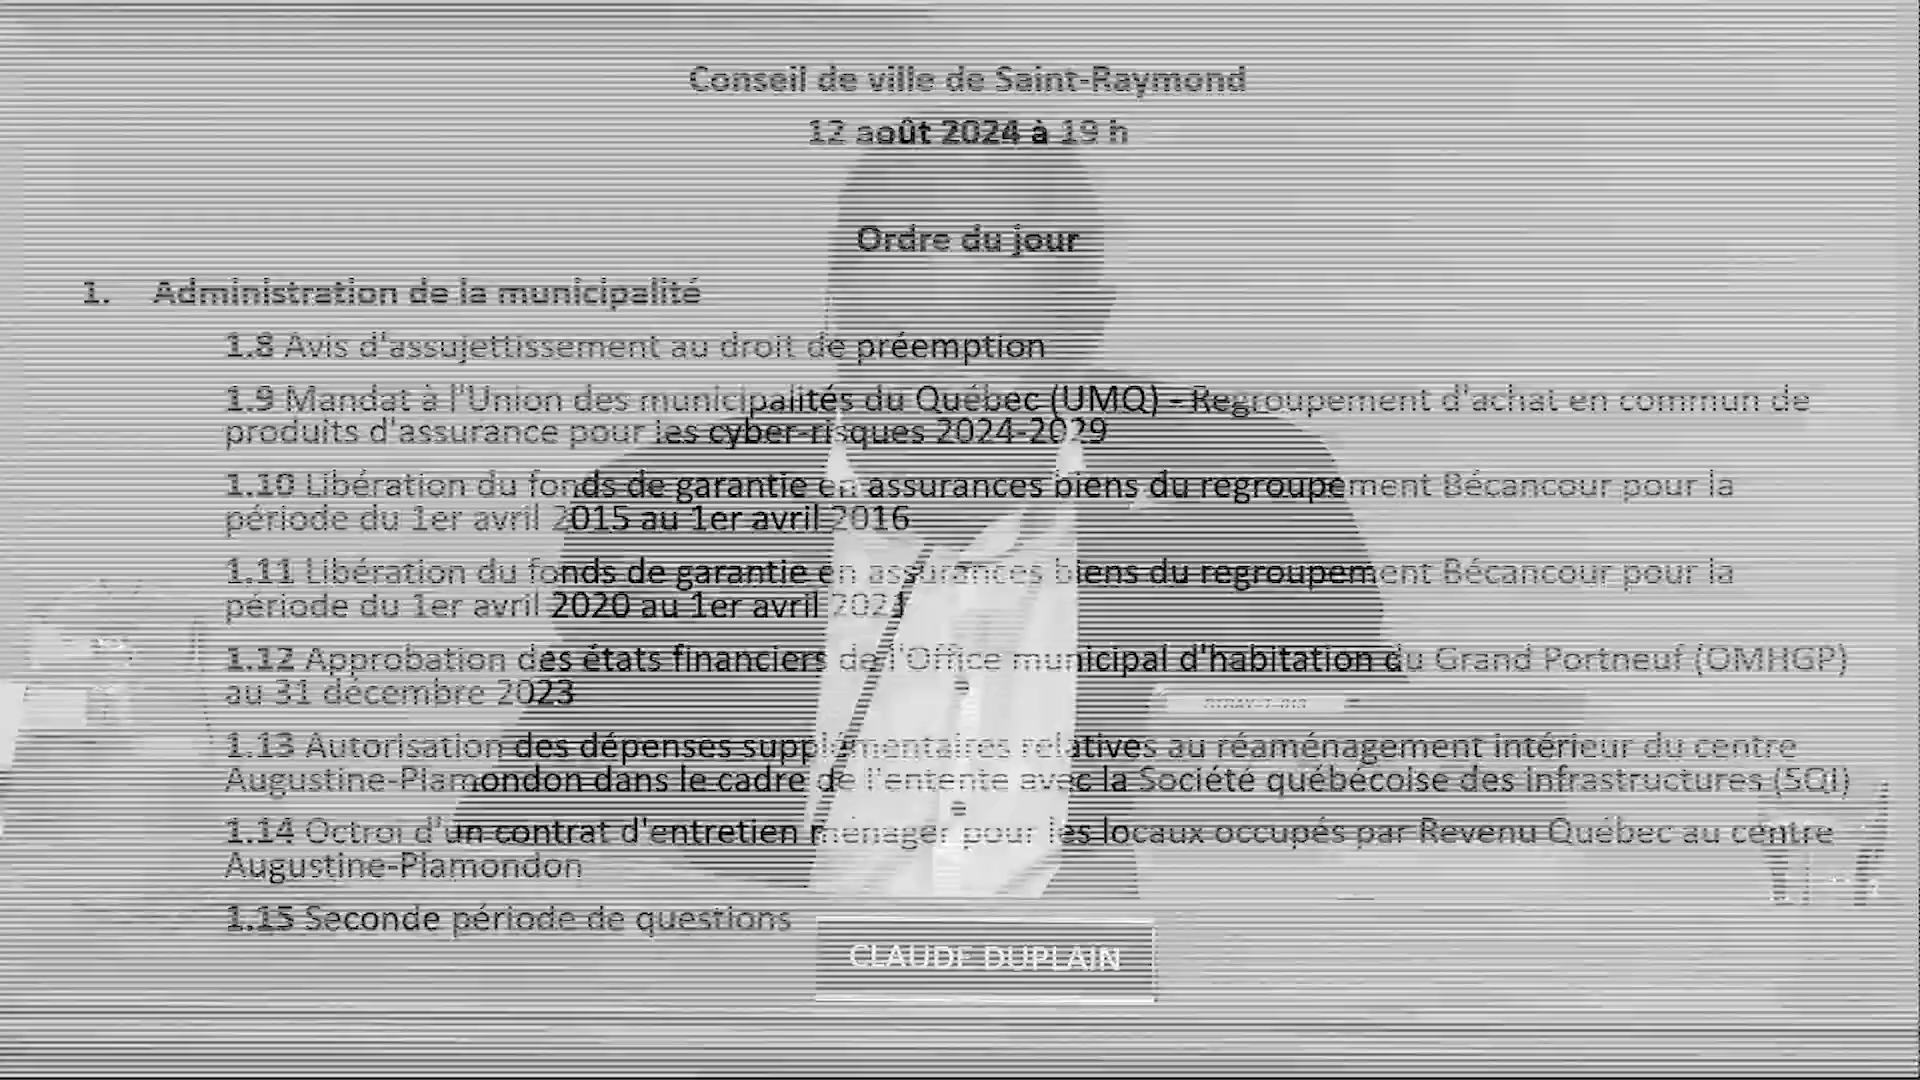 Conseil de ville de Saint-Raymond
12 août 2024 à 19 h
Ordre du jour
1. Administration de la municipalité
1.8 Avis d'assujettissement au droit de préemption
1.9 Mandat à l'Union des municipalités du Québec (UMQ) - Regroupement d'achat en commun de
produits d'assurance pour les cyber-risques 2024-2029
1.10 Libération du fonds de garantie en assurances biens du regroupement Bécancour pour la
période du 1er avril 2015 au 1er avril 2016
1.11 Libération du fonds de garantie en assurances biens du regroupement Bécancour pour la
période du 1er avril 2020 au 1er avril
1.12 Approbation des états financiers de l'Office municipal d'habitation du Grand Portneuf (OMHGP)
au 31 décembre 2023
1.13 Autorisation des dépenses supplémentaires relatives au réaménagement intérieur du centre
Augustine-Plamondon dans le cadre de l'entente avec la Société québécoise des infrastructures (SQI)
1.14 Octroi d'un contrat d'entretien ménager pour les locaux occupés par Revenu Québec au centre
Augustine-Plamondon
1.15 Seconde période de questions
CLAUDE DUPLAIN